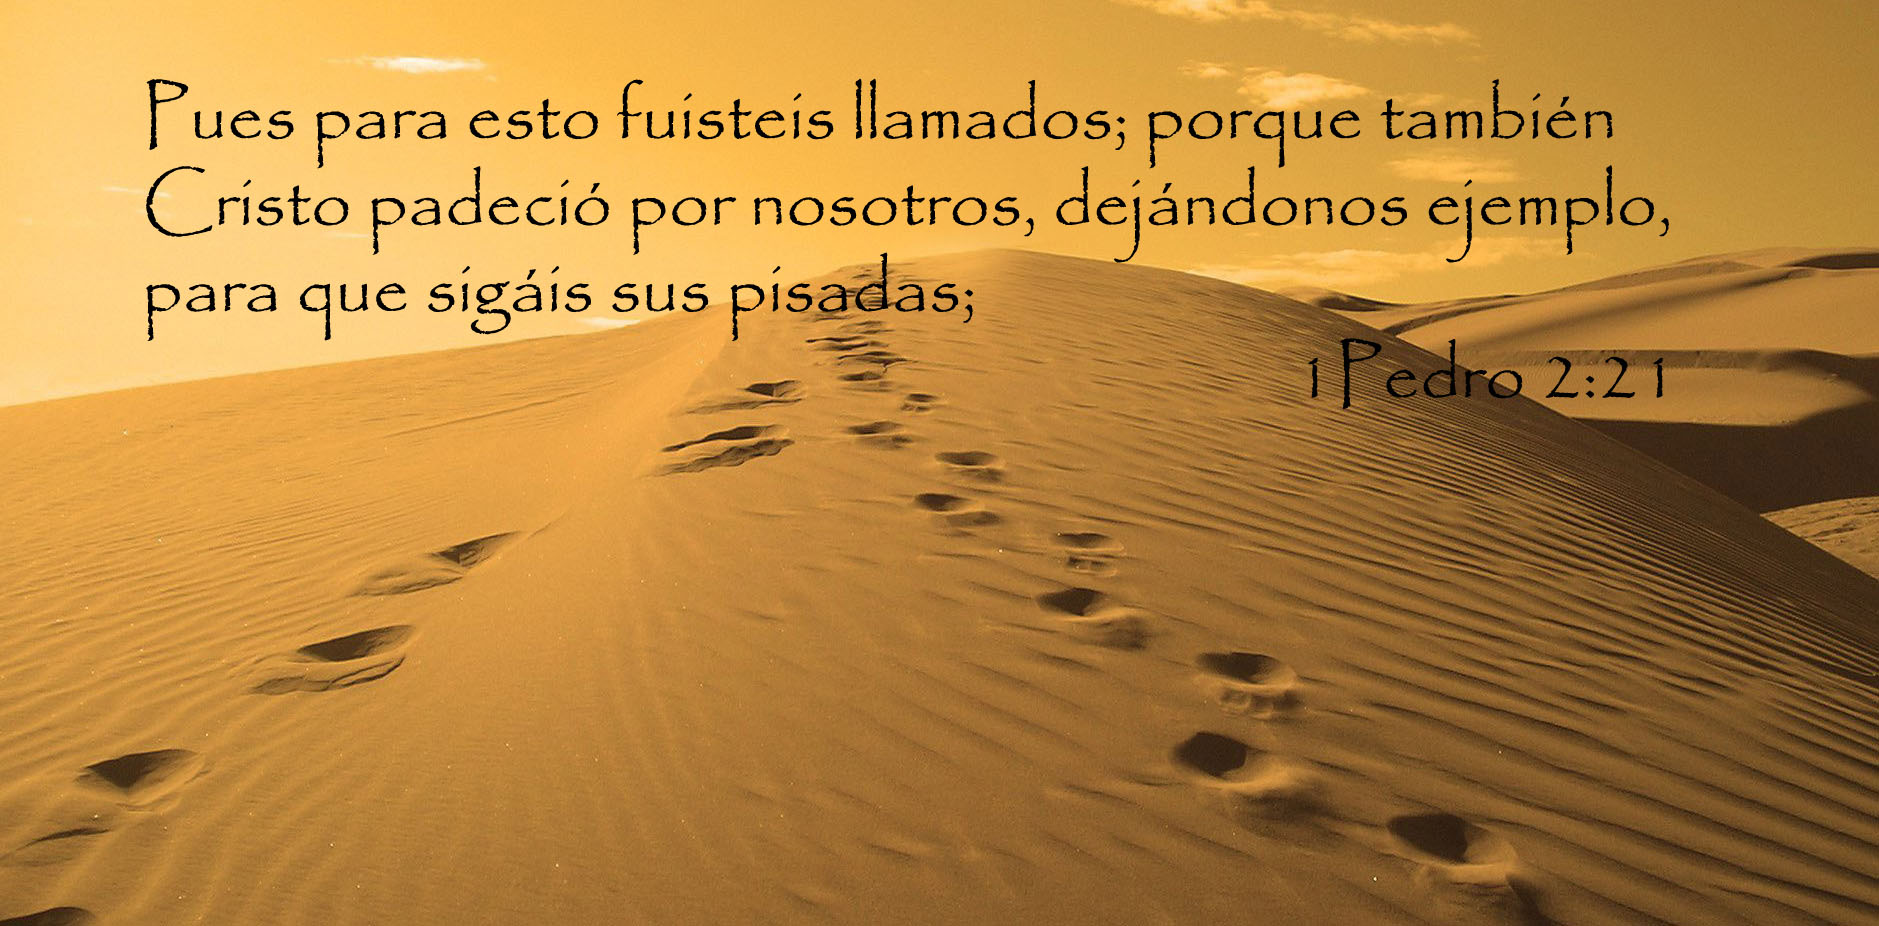 Pues para esto fuisteis llamados; porque también
Cristo padeció por nosotros, dejándonos ejemplo,
para que sigáis sus pisadas;
1 Pedro 2:21